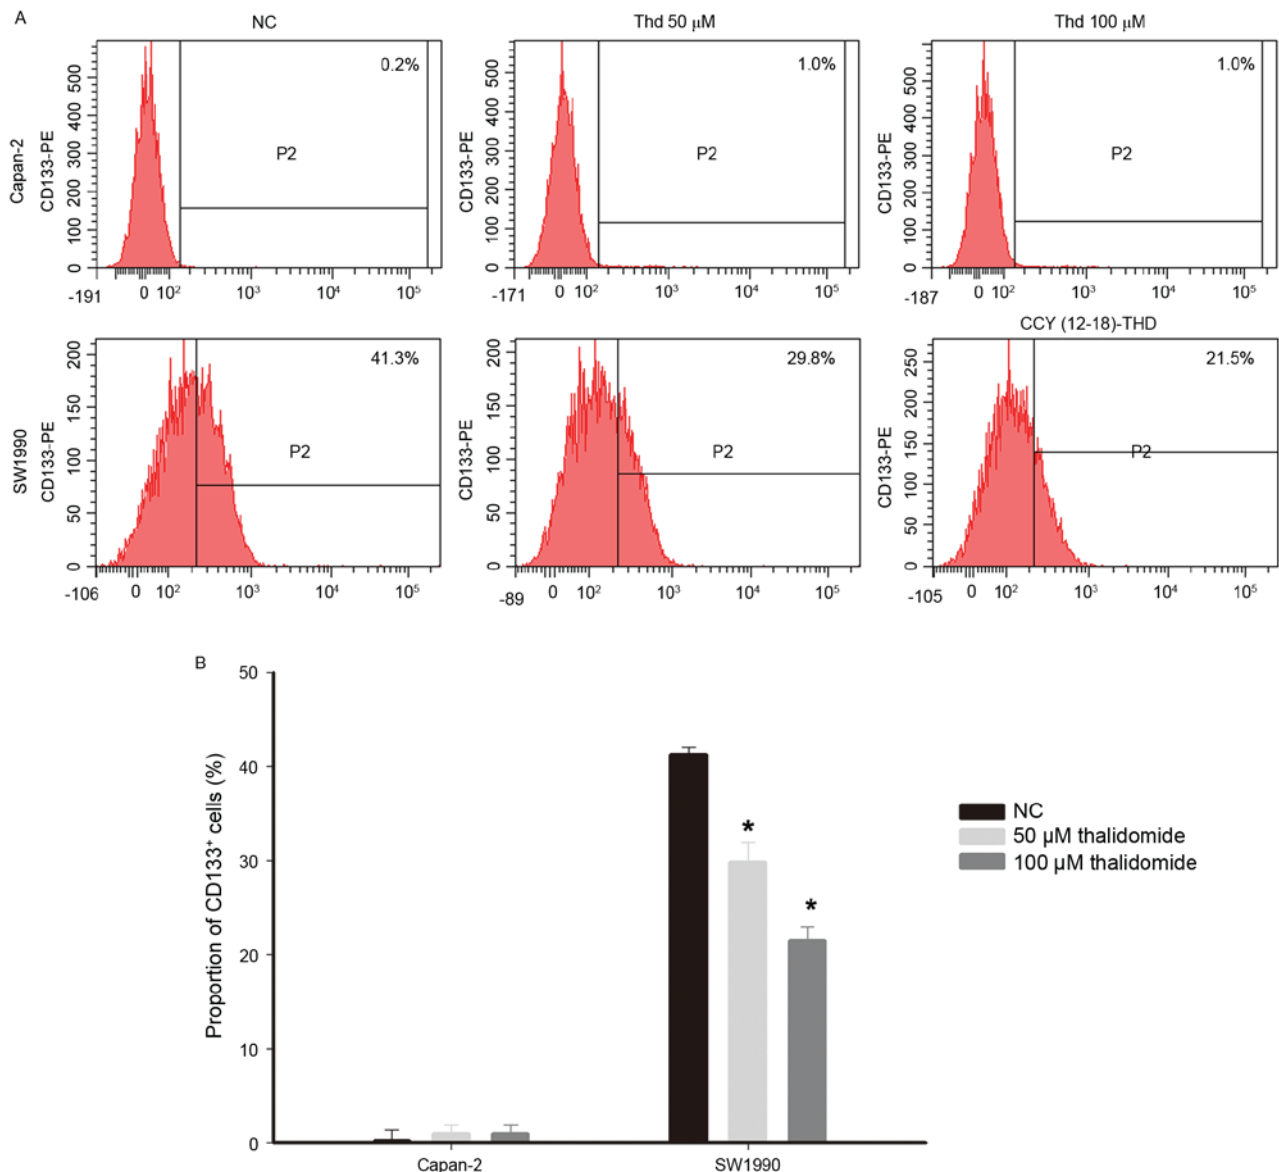 A
NC
Thd 50 μM
Thd 100 μM
Capan-2
CD133-PE
500
400
300
200
100
0
0.2%
P2
-191
0 10² 10³ 10⁴ 10⁵
CD133-PE
500
400
300
200
100
0
1.0%
P2
-171
0 10² 10³ 10⁴ 10⁵
CD133-PE
500
400
300
200
100
0
1.0%
P2
-187
0 10² 10³ 10⁴ 10⁵
SW1990
CD133-PE
200
150
100
50
0
41.3%
P2
-106
0 10² 10³ 10⁴ 10⁵
CD133-PE
200
150
100
50
0
29.8%
P2
-89
0 10² 10³ 10⁴ 10⁵
CCY (12-18)-THD
CD133-PE
250
200
150
100
50
0
21.5%
P2
-105
0 10² 10³ 10⁴ 10⁵
B
Proportion of CD133⁺ cells (%)
50
40
30
20
10
0
*
*
Capan-2
SW1990
NC
50 μM thalidomide
100 μM thalidomide